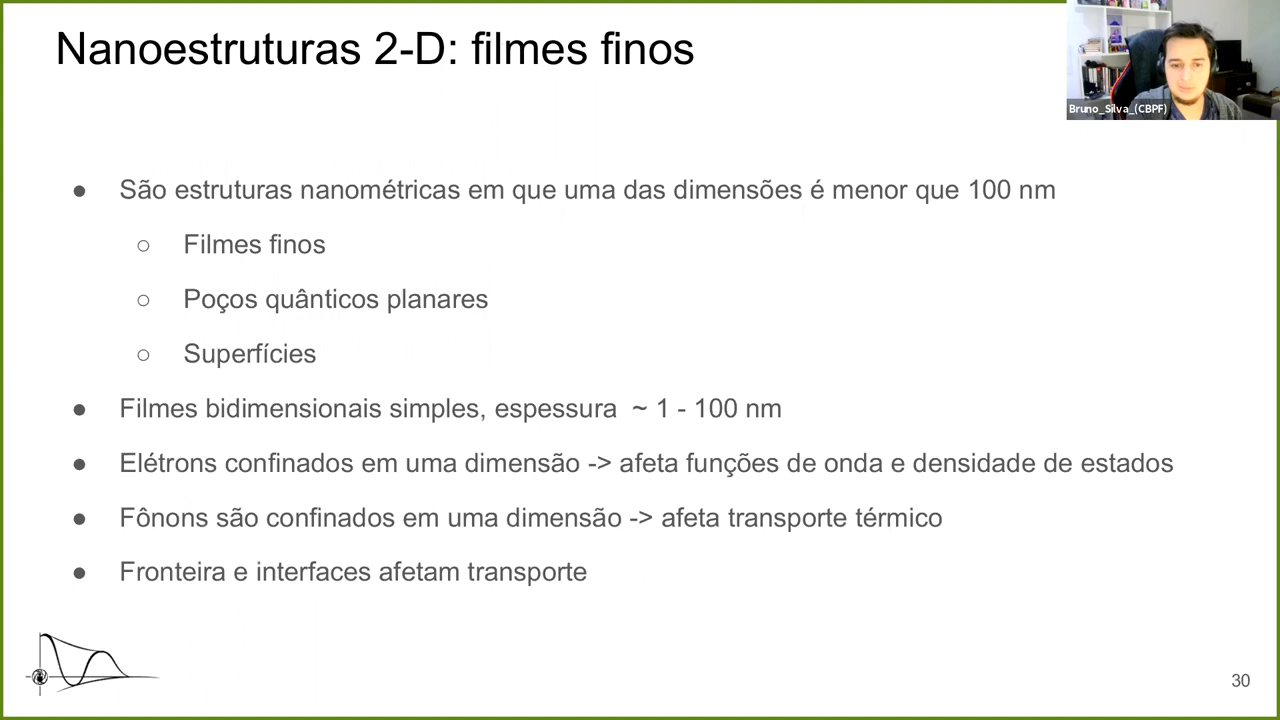 Nanoestruturas 2-D: filmes finos
Bruno_Silva_(CBPF)
● São estruturas nanométricas em que uma das dimensões é menor que 100 nm
○ Filmes finos
○ Poços quânticos planares
○ Superfícies
● Filmes bidimensionais simples, espessura ~ 1 - 100 nm
● Elétrons confinados em uma dimensão -> afeta funções de onda e densidade de estados
● Fônons são confinados em uma dimensão -> afeta transporte térmico
● Fronteira e interfaces afetam transporte
30